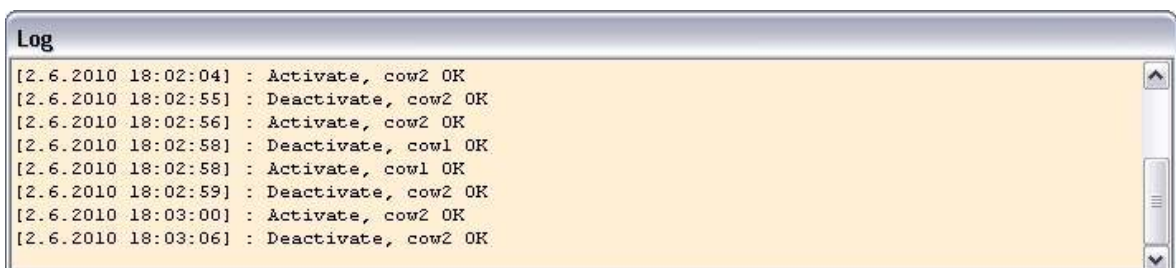 Log
[2.6.2010 18:02:04] : Activate, cow2 OK
[2.6.2010 18:02:55] : Deactivate, cow2 OK
[2.6.2010 18:02:56] : Activate, cow2 OK
[2.6.2010 18:02:58] : Deactivate, cow1 OK
[2.6.2010 18:02:58] : Activate, cow1 OK
[2.6.2010 18:02:59] : Deactivate, cow2 OK
[2.6.2010 18:03:00] : Activate, cow2 OK
[2.6.2010 18:03:06] : Deactivate, cow2 OK